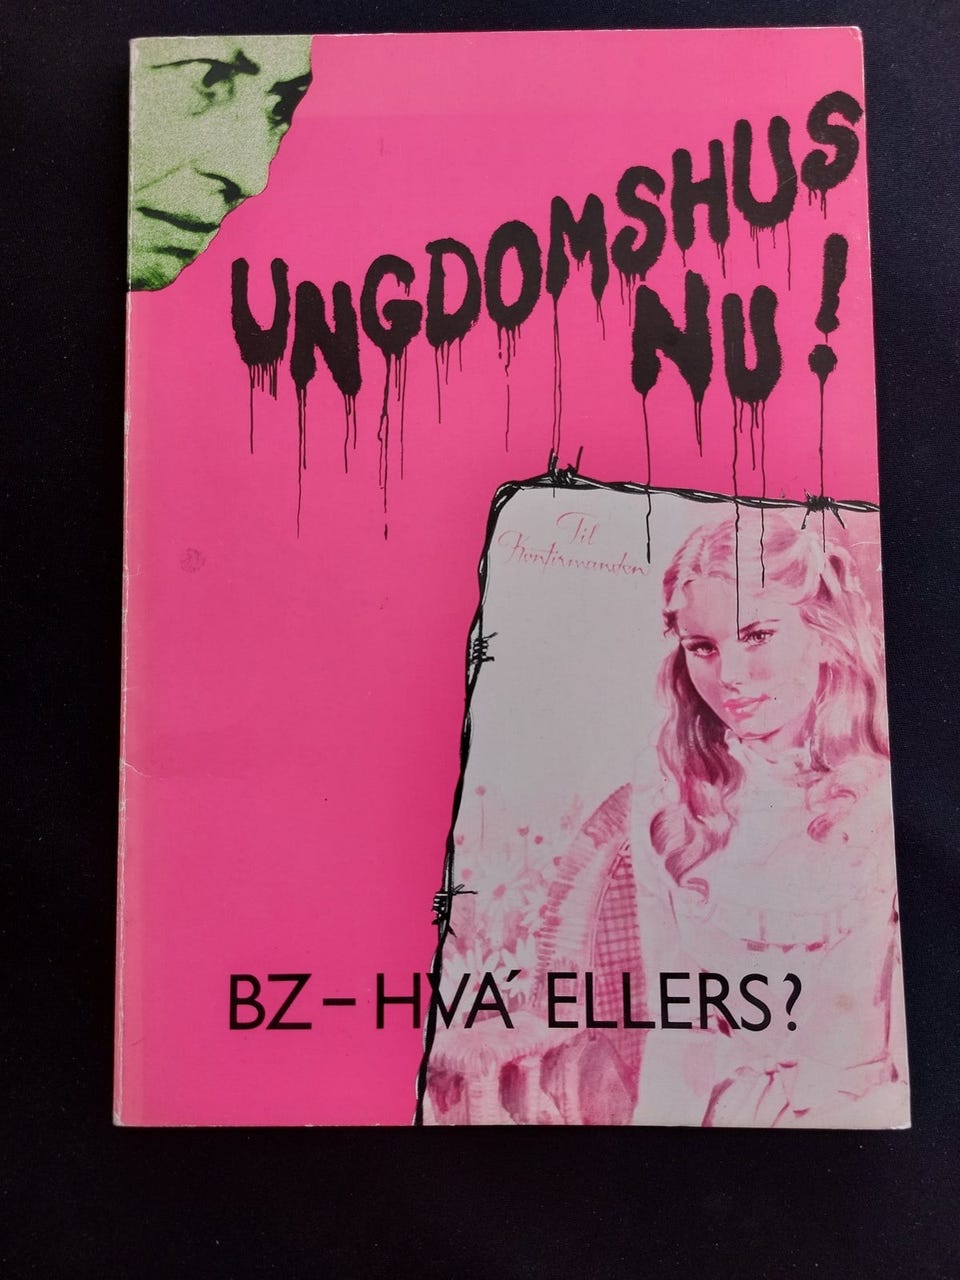 UNGDOMSHUS
NU!
Til
Konfirmanden
BZ – HVA´ ELLERS?